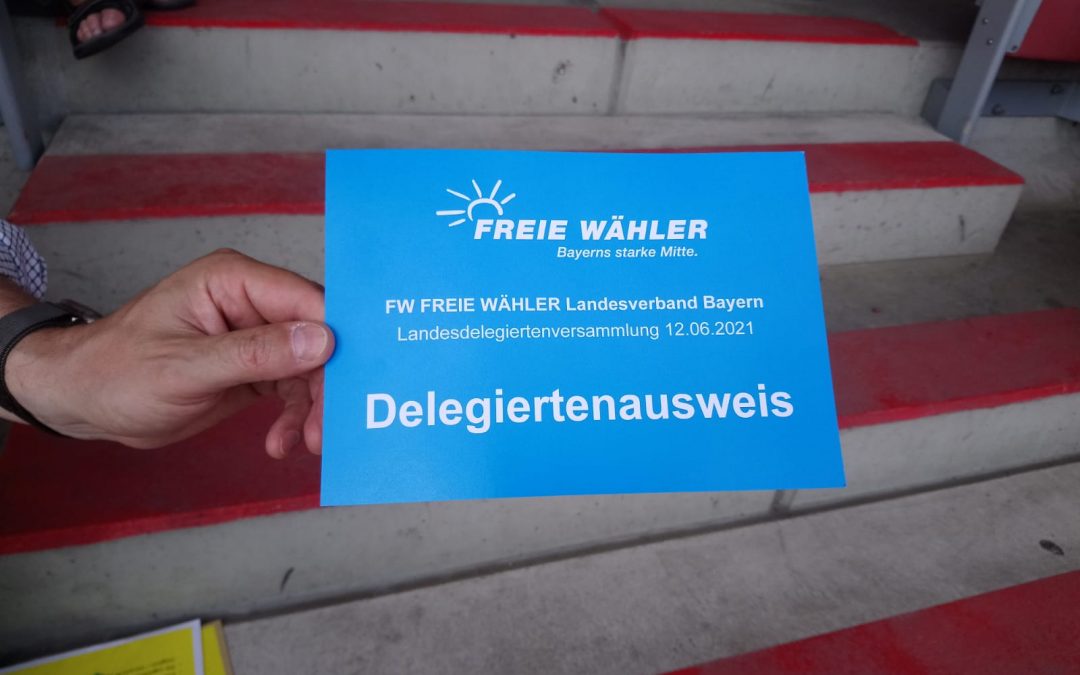 FREIE WÄHLER
Bayerns starke Mitte.
FW FREIE WÄHLER Landesverband Bayern
Landesdelegiertenversammlung 12.06.2021
Delegiertenausweis